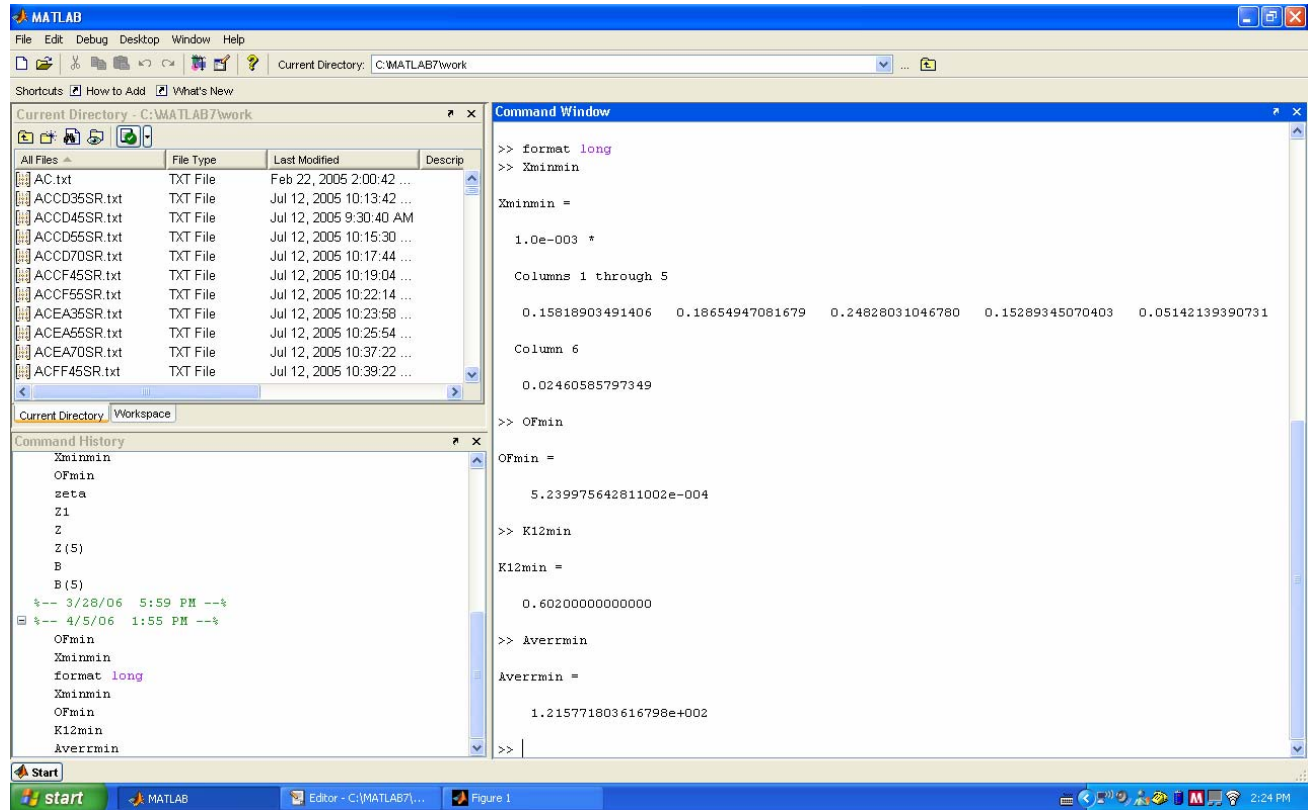 MATLAB
File Edit Debug Desktop Window Help
Current Directory: C:\MATLAB7\work ...
Shortcuts How to Add What's New
Current Directory - C:\MATLAB7\work
All Files File Type Last Modified Descrip
AC.txt TXT File Feb 22, 2005 2:00:42 ...
ACCD35SR.txt TXT File Jul 12, 2005 10:13:42 ...
ACCD45SR.txt TXT File Jul 12, 2005 9:30:40 AM
ACCD55SR.txt TXT File Jul 12, 2005 10:15:30 ...
ACCD70SR.txt TXT File Jul 12, 2005 10:17:44 ...
ACCF45SR.txt TXT File Jul 12, 2005 10:19:04 ...
ACCF55SR.txt TXT File Jul 12, 2005 10:22:14 ...
ACEA35SR.txt TXT File Jul 12, 2005 10:23:58 ...
ACEA55SR.txt TXT File Jul 12, 2005 10:25:54 ...
ACEA70SR.txt TXT File Jul 12, 2005 10:37:22 ...
ACFF45SR.txt TXT File Jul 12, 2005 10:39:22 ...
Current Directory Workspace
Command History
Xminmin
OFmin
zeta
Z1
Z
Z(5)
B
B(5)
%-- 3/28/06 5:59 PM --%
%-- 4/5/06 1:55 PM --%
OFmin
Xminmin
format long
Xminmin
OFmin
K12min
Averrmin
Command Window
>> format long
>> Xminmin
Xminmin =
1.0e-003 *
Columns 1 through 5
0.15818903491406 0.18654947081679 0.24828031046780 0.15289345070403 0.05142139390731
Column 6
0.02460585797349
>> OFmin
OFmin =
5.239975642811002e-004
>> K12min
K12min =
0.60200000000000
>> Averrmin
Averrmin =
1.215771803616798e+002
>>
Start
start MATLAB Editor - C:\MATLAB7\... Figure 1 2:24 PM